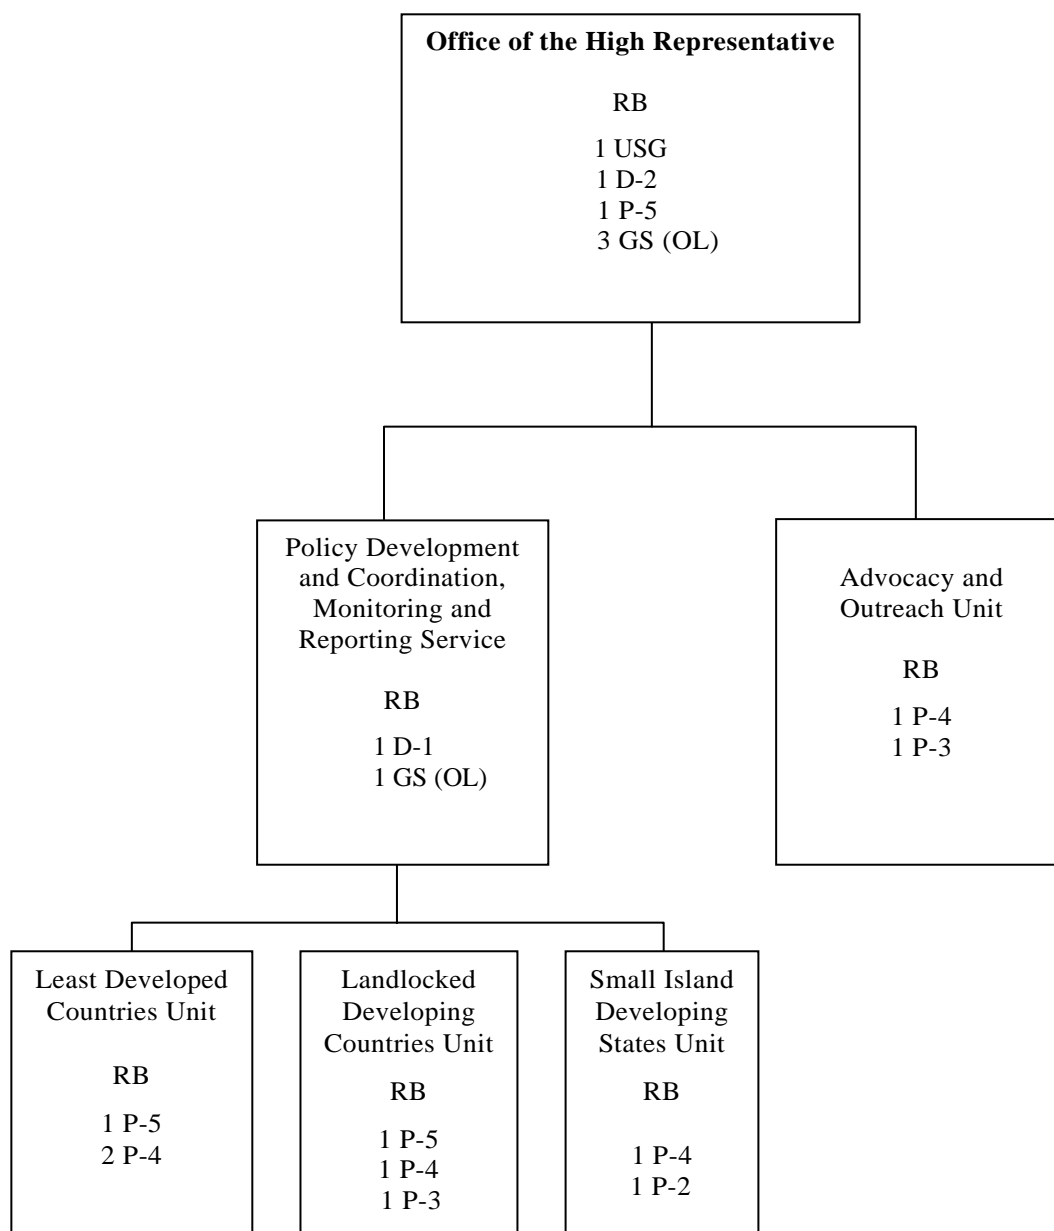 Office of the High Representative
RB
1 USG
1 D-2
1 P-5
3 GS (OL)
Policy Development
and Coordination,
Monitoring and
Reporting Service
RB
1 D-1
1 GS (OL)
Advocacy and
Outreach Unit
RB
1 P-4
1 P-3
Least Developed
Countries Unit
RB
1 P-5
2 P-4
Landlocked
Developing
Countries Unit
RB
1 P-5
1 P-4
1 P-3
Small Island
Developing
States Unit
RB
1 P-4
1 P-2